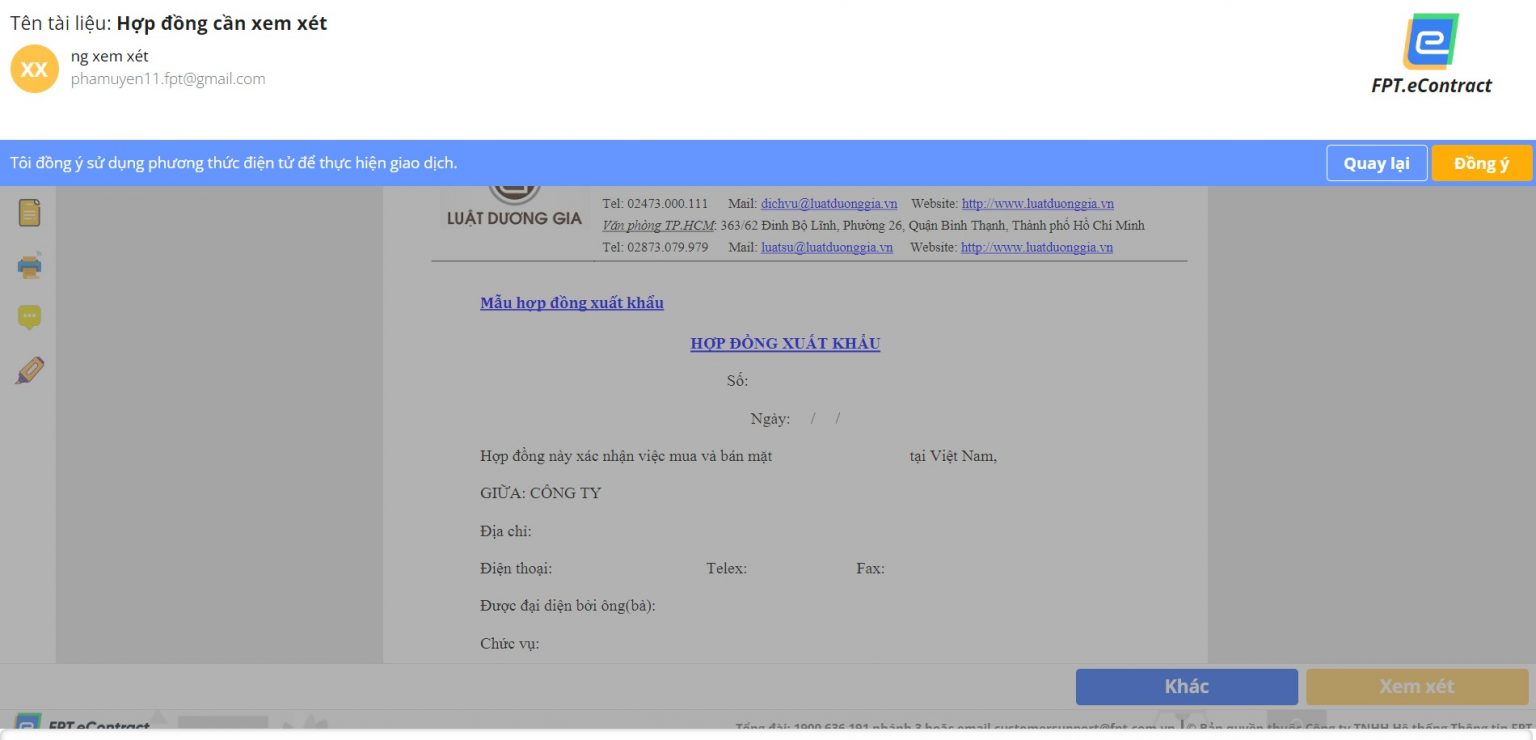 Tên tài liệu: Hợp đồng cần xem xét
XX
ng xem xét
phamuyen11.fpt@gmail.com
FPT.eContract
Tôi đồng ý sử dụng phương thức điện tử để thực hiện giao dịch.
Quay lại
Đồng ý
LUẬT DƯƠNG GIA
Tel: 02473.000.111 Mail: dichvu@luatduonggia.vn Website: http://www.luatduonggia.vn
Văn phòng TP.HCM: 363/62 Đinh Bộ Lĩnh, Phường 26, Quận Bình Thạnh, Thành phố Hồ Chí Minh
Tel: 02873.079.979 Mail: luatsu@luatduonggia.vn Website: http://www.luatduonggia.vn
Mẫu hợp đồng xuất khẩu
HỢP ĐỒNG XUẤT KHẨU
Số:
Ngày: / /
Hợp đồng này xác nhận việc mua và bán mặt tại Việt Nam,
GIỮA: CÔNG TY
Địa chỉ:
Điện thoại: Telex: Fax:
Được đại diện bởi ông(bà):
Chức vụ:
Khác
Xem xét
FPT.eContract
Tổng đài: 1900 636 191 nhánh 3 hoặc email customersupport@fpt.com.vn | © Bản quyền thuộc Công ty TNHH Hệ thống Thông tin FPT